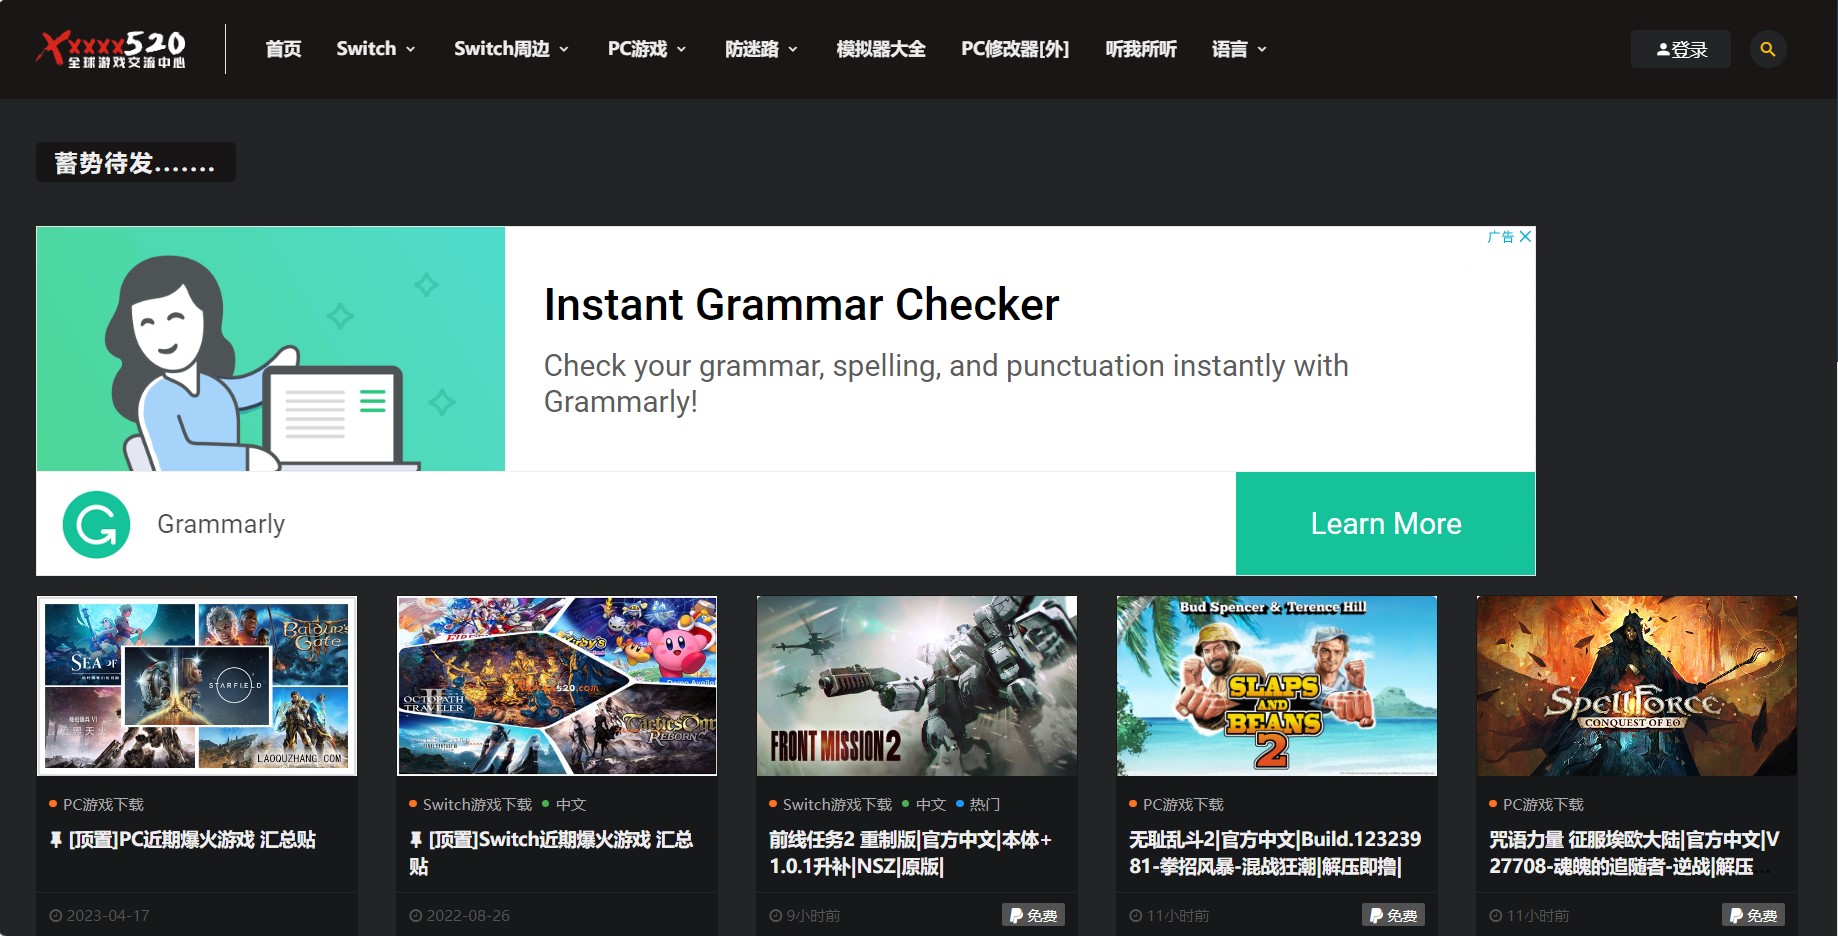 Xxxxx520
全球游戏交流中心
首页 Switch Switch周边 PC游戏 防迷路 模拟器大全 PC修改器[外] 听我所听 语言
登录
蓄势待发.......
广告
Instant Grammar Checker
Check your grammar, spelling, and punctuation instantly with
Grammarly!
Grammarly
Learn More
SEA OF
Baldur's
Gate
STARFIELD
LAOQUZHANG.COM
PC游戏下载
[顶置]PC近期爆火游戏 汇总贴
2023-04-17
Kirby's
Demo Availa
520.com
OCTOPATH
TRAVELER
II
Tactics Og
REBORN
Switch游戏下载 中文
[顶置]Switch近期爆火游戏 汇总
贴
2022-08-26
FRONT MISSION 2
Switch游戏下载 中文 热门
前线任务2 重制版|官方中文|本体+
1.0.1升补|NSZ|原版|
9小时前
免费
Bud Spencer & Terence Hill
SLAPS
AND
BEANS
2
PC游戏下载
无耻乱斗2|官方中文|Build.123239
81-拳招风暴-混战狂潮|解压即撸|
11小时前
免费
SPELLFORCE
CONQUEST OF EO
PC游戏下载
咒语力量 征服埃欧大陆|官方中文|V
27708-魂魄的追随者-逆战|解压...
11小时前
免费